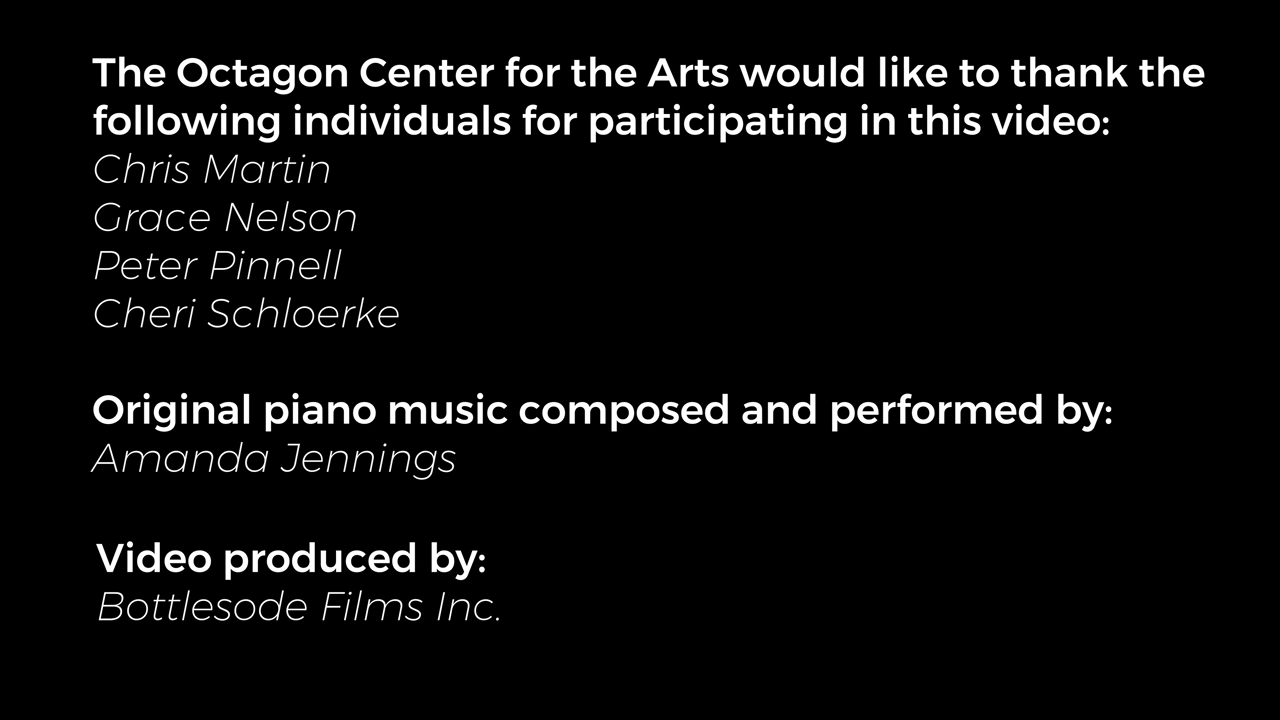 The Octagon Center for the Arts would like to thank the
following individuals for participating in this video:
Chris Martin
Grace Nelson
Peter Pinnell
Cheri Schloerke
Original piano music composed and performed by:
Amanda Jennings
Video produced by:
Bottlesode Films Inc.